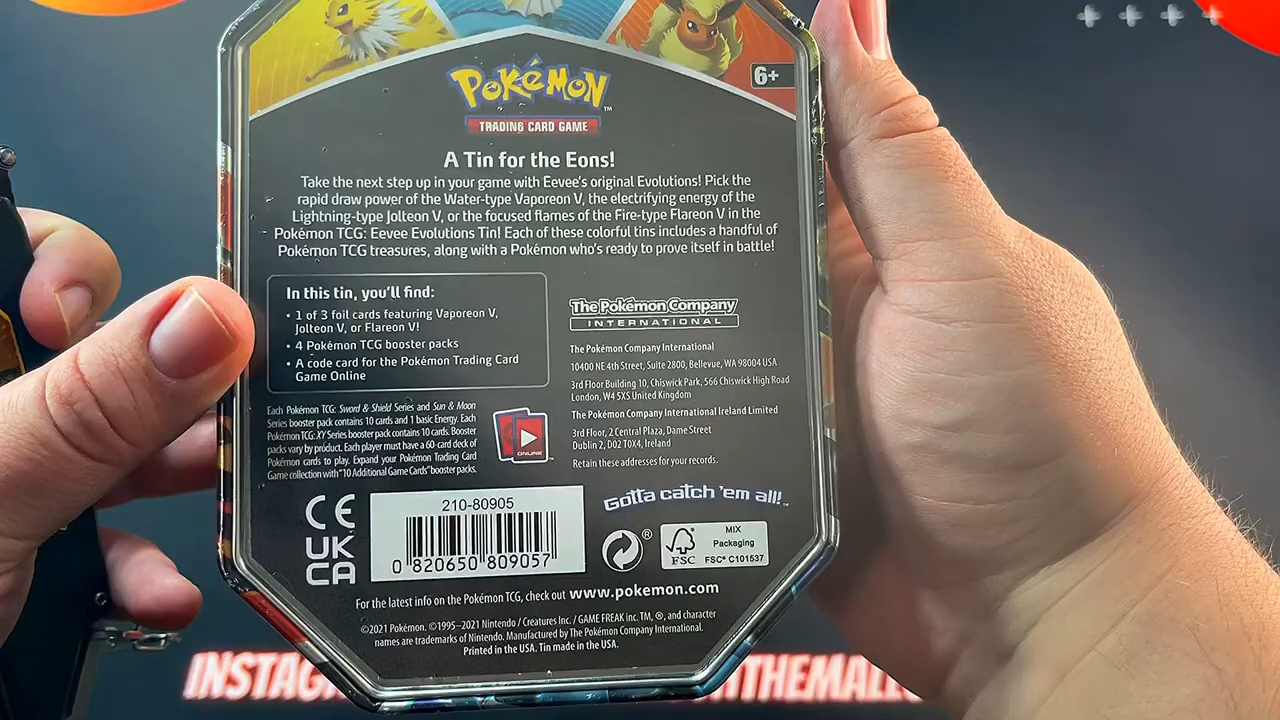 6+
POKÉMON™
TRADING CARD GAME
A Tin for the Eons!
Take the next step up in your game with Eevee's original Evolutions! Pick the
rapid draw power of the Water-type Vaporeon V, the electrifying energy of the
Lightning-type Jolteon V, or the focused flames of the Fire-type Flareon V in the
Pokémon TCG: Eevee Evolutions Tin! Each of these colorful tins includes a handful of
Pokémon TCG treasures, along with a Pokémon who's ready to prove itself in battle!
In this tin, you'll find:
• 1 of 3 foil cards featuring Vaporeon V,
Jolteon V, or Flareon V!
• 4 Pokémon TCG booster packs
• A code card for the Pokémon Trading Card
Game Online
Each Pokémon TCG: Sword & Shield Series and Sun & Moon
Series booster pack contains 10 cards and 1 basic Energy. Each
Pokémon TCG: XY Series booster pack contains 10 cards. Booster
packs vary by product. Each player must have a 60-card deck of
Pokémon cards to play. Expand your Pokémon Trading Card
Game collection with "10 Additional Game Cards" booster packs.
ONLINE
The Pokémon Company
INTERNATIONAL
The Pokémon Company International
10400 NE 4th Street, Suite 2800, Bellevue, WA 98004 USA
3rd Floor Building 10, Chiswick Park, 566 Chiswick High Road
London, W4 5XS United Kingdom
The Pokémon Company International Ireland Limited
3rd Floor, 2 Central Plaza, Dame Street
Dublin 2, D02 T0X4, Ireland
Retain these addresses for your records.
Gotta catch 'em all!™
CE
UK
CA
210-80905
0 820650 809057
®
FSC
MIX
Packaging
FSC® C101537
For the latest info on the Pokémon TCG, check out www.pokemon.com
©2021 Pokémon. ©1995–2021 Nintendo / Creatures Inc. / GAME FREAK inc. TM, ®, and character
names are trademarks of Nintendo. Manufactured by The Pokémon Company International.
Printed in the USA. Tin made in the USA.